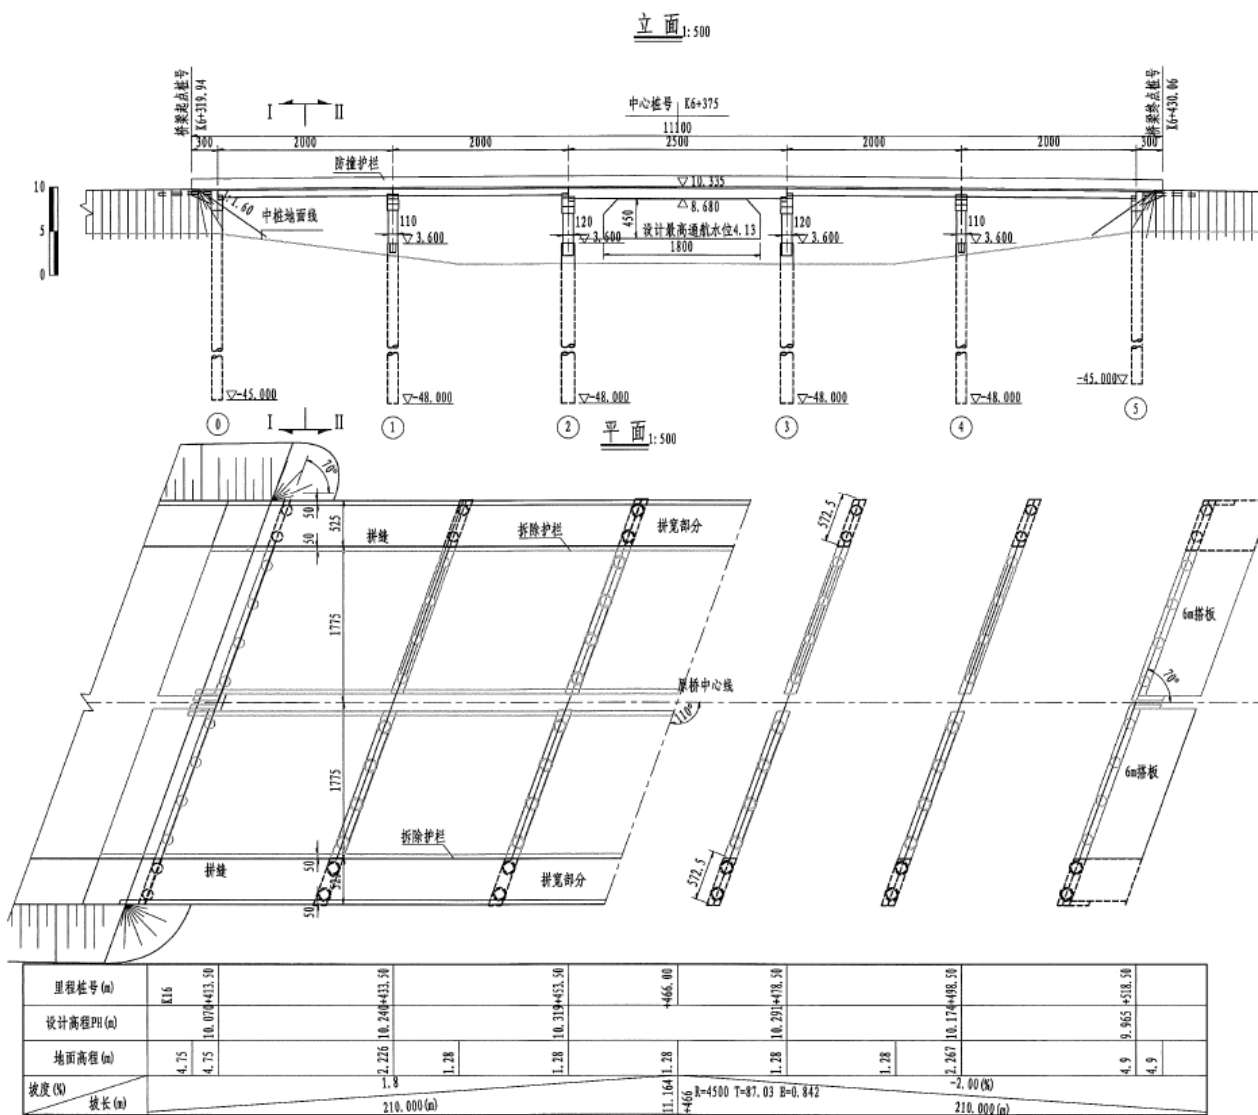 立 面 1:500
桥梁起点桩号
K6+319.94
I II
中心桩号 K6+375
桥梁终点桩号
K6+430.06
11100
300 2000 2000 2500 2000 2000 300
防撞护栏
10.335
8.680
1:1.60
中桩地面线
10
5
0
110
3.600
120
3.600
450
设计最高通航水位4.13
1800
120
3.600
110
3.600
-45.000
-48.000
-48.000
-48.000
-48.000
-45.000
0 1 2 3 4 5
I II
平 面 1:500
70°
50
525
50
拼缝
拆除护栏
拼宽部分
572.5
1775
6m搭板
原桥中心线
110°
70°
1775
6m搭板
拆除护栏
50
拼缝
525
拼宽部分
572.5
50
里程桩号(m) K16 +413.50 +433.50 +453.50 +466.00 +478.50 +498.50 +518.50
设计高程PH(m) 10.070 10.240 10.319 10.291 10.174 9.965
地面高程(m) 4.75 4.75 2.226 1.28 1.28 1.28 1.28 1.28 2.267 4.9 4.9
坡度(%) 1.8 -2.00(%)
坡长(m) 210.000(m) 11.164 +466 R=4500 T=87.03 E=0.842 210.000(m)